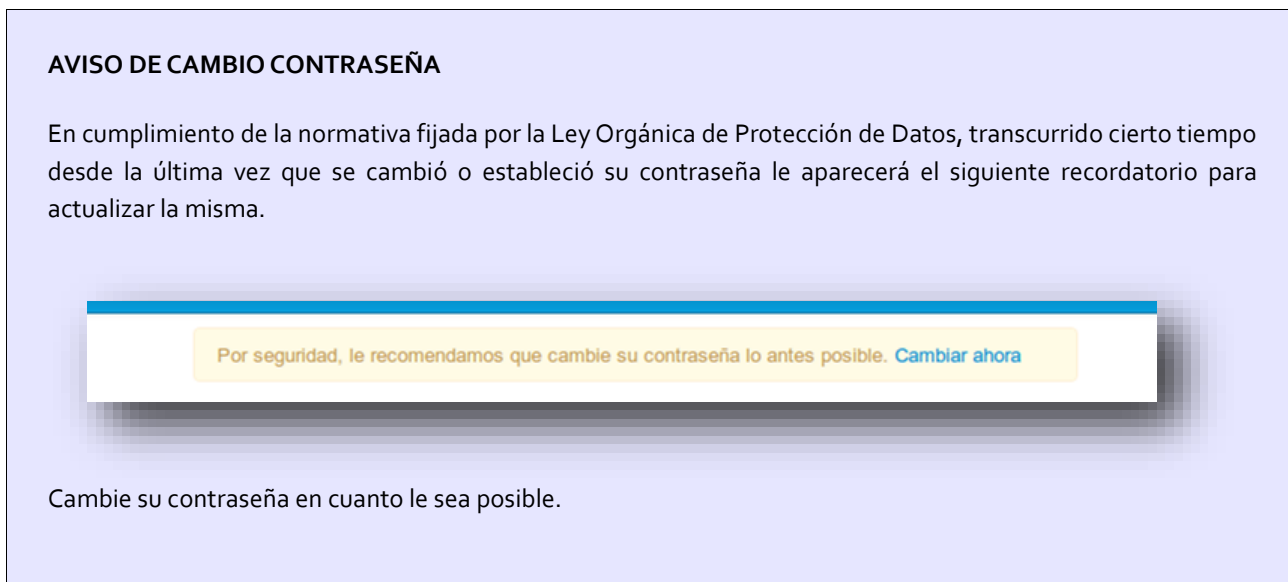 AVISO DE CAMBIO CONTRASEÑA
En cumplimiento de la normativa fijada por la Ley Orgánica de Protección de Datos, transcurrido cierto tiempo
desde la última vez que se cambió o estableció su contraseña le aparecerá el siguiente recordatorio para
actualizar la misma.
Por seguridad, le recomendamos que cambie su contraseña lo antes posible. Cambiar ahora
Cambie su contraseña en cuanto le sea posible.